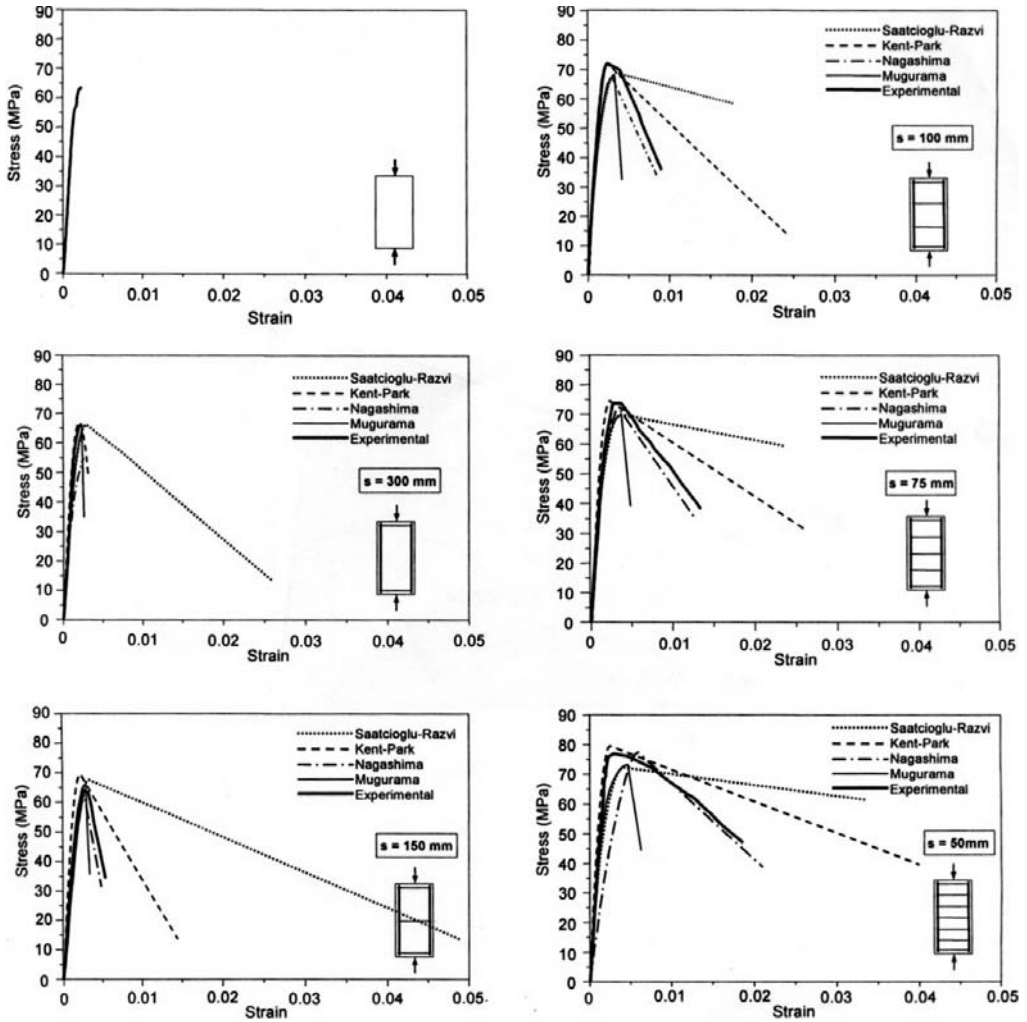 90
80
70
60
50
40
30
20
10
0
Stress (MPa)
0 0.01 0.02 0.03 0.04 0.05
Strain
90
80
70
60
50
40
30
20
10
0
Stress (MPa)
Saatcioglu-Razvi
Kent-Park
Nagashima
Mugurama
Experimental
s = 100 mm
0 0.01 0.02 0.03 0.04 0.05
Strain
90
80
70
60
50
40
30
20
10
0
Stress (MPa)
Saatcioglu-Razvi
Kent-Park
Nagashima
Mugurama
Experimental
s = 300 mm
0 0.01 0.02 0.03 0.04 0.05
Strain
90
80
70
60
50
40
30
20
10
0
Stress (MPa)
Saatcioglu-Razvi
Kent-Park
Nagashima
Mugurama
Experimental
s = 75 mm
0 0.01 0.02 0.03 0.04 0.05
Strain
90
80
70
60
50
40
30
20
10
0
Stress (MPa)
Saatcioglu-Razvi
Kent-Park
Nagashima
Mugurama
Experimental
s = 150 mm
0 0.01 0.02 0.03 0.04 0.05
Strain
90
80
70
60
50
40
30
20
10
0
Stress (MPa)
Saatcioglu-Razvi
Kent-Park
Nagashima
Mugurama
Experimental
s = 50mm
0 0.01 0.02 0.03 0.04 0.05
Strain